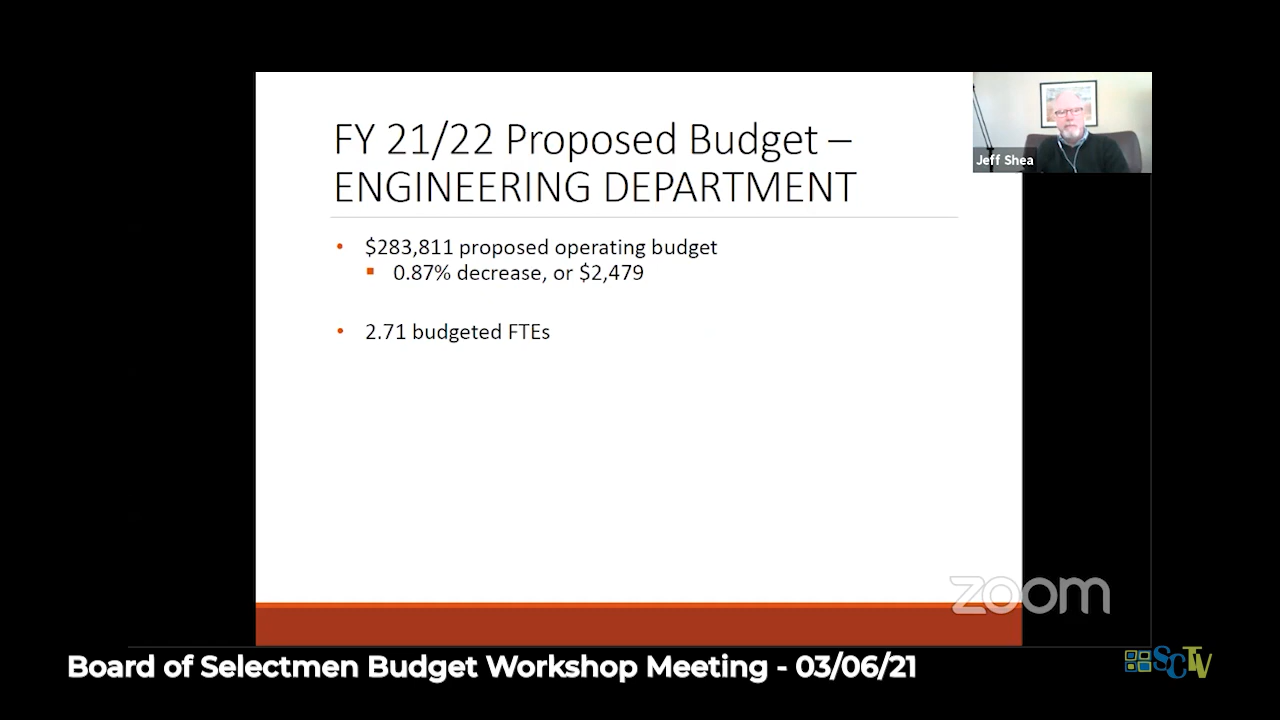 FY 21/22 Proposed Budget –
ENGINEERING DEPARTMENT
Jeff Shea
• $283,811 proposed operating budget
▪ 0.87% decrease, or $2,479
• 2.71 budgeted FTEs
zoom
Board of Selectmen Budget Workshop Meeting - 03/06/21
SCTV